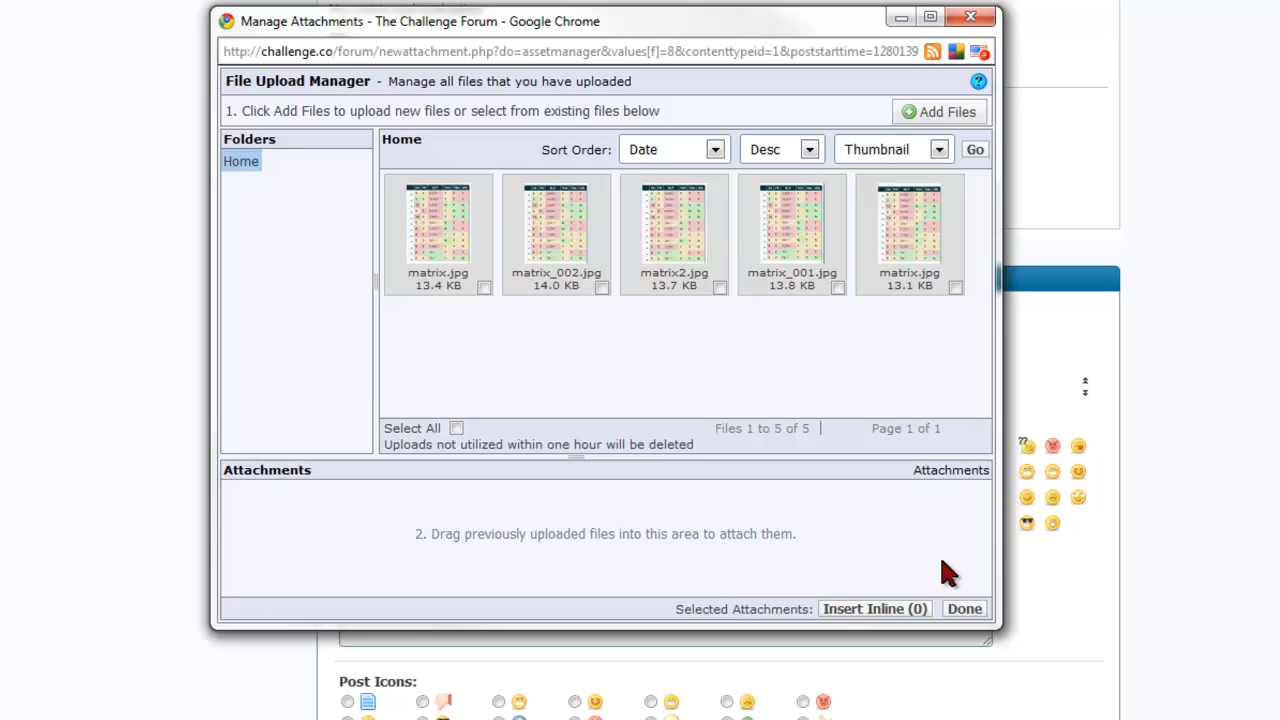 Manage Attachments - The Challenge Forum - Google Chrome
http://challenge.co/forum/newattachment.php?do=assetmanager&values[f]=8&contenttypeid=1&poststarttime=1280139
File Upload Manager - Manage all files that you have uploaded
1. Click Add Files to upload new files or select from existing files below
Add Files
Folders
Home
Home
Sort Order:
Date
Desc
Thumbnail
Go
matrix.jpg
13.4 KB
matrix_002.jpg
14.0 KB
matrix2.jpg
13.7 KB
matrix_001.jpg
13.8 KB
matrix.jpg
13.1 KB
Select All
Files 1 to 5 of 5
Page 1 of 1
Uploads not utilized within one hour will be deleted
Attachments
Attachments
2. Drag previously uploaded files into this area to attach them.
Selected Attachments:
Insert Inline (0)
Done
Post Icons: